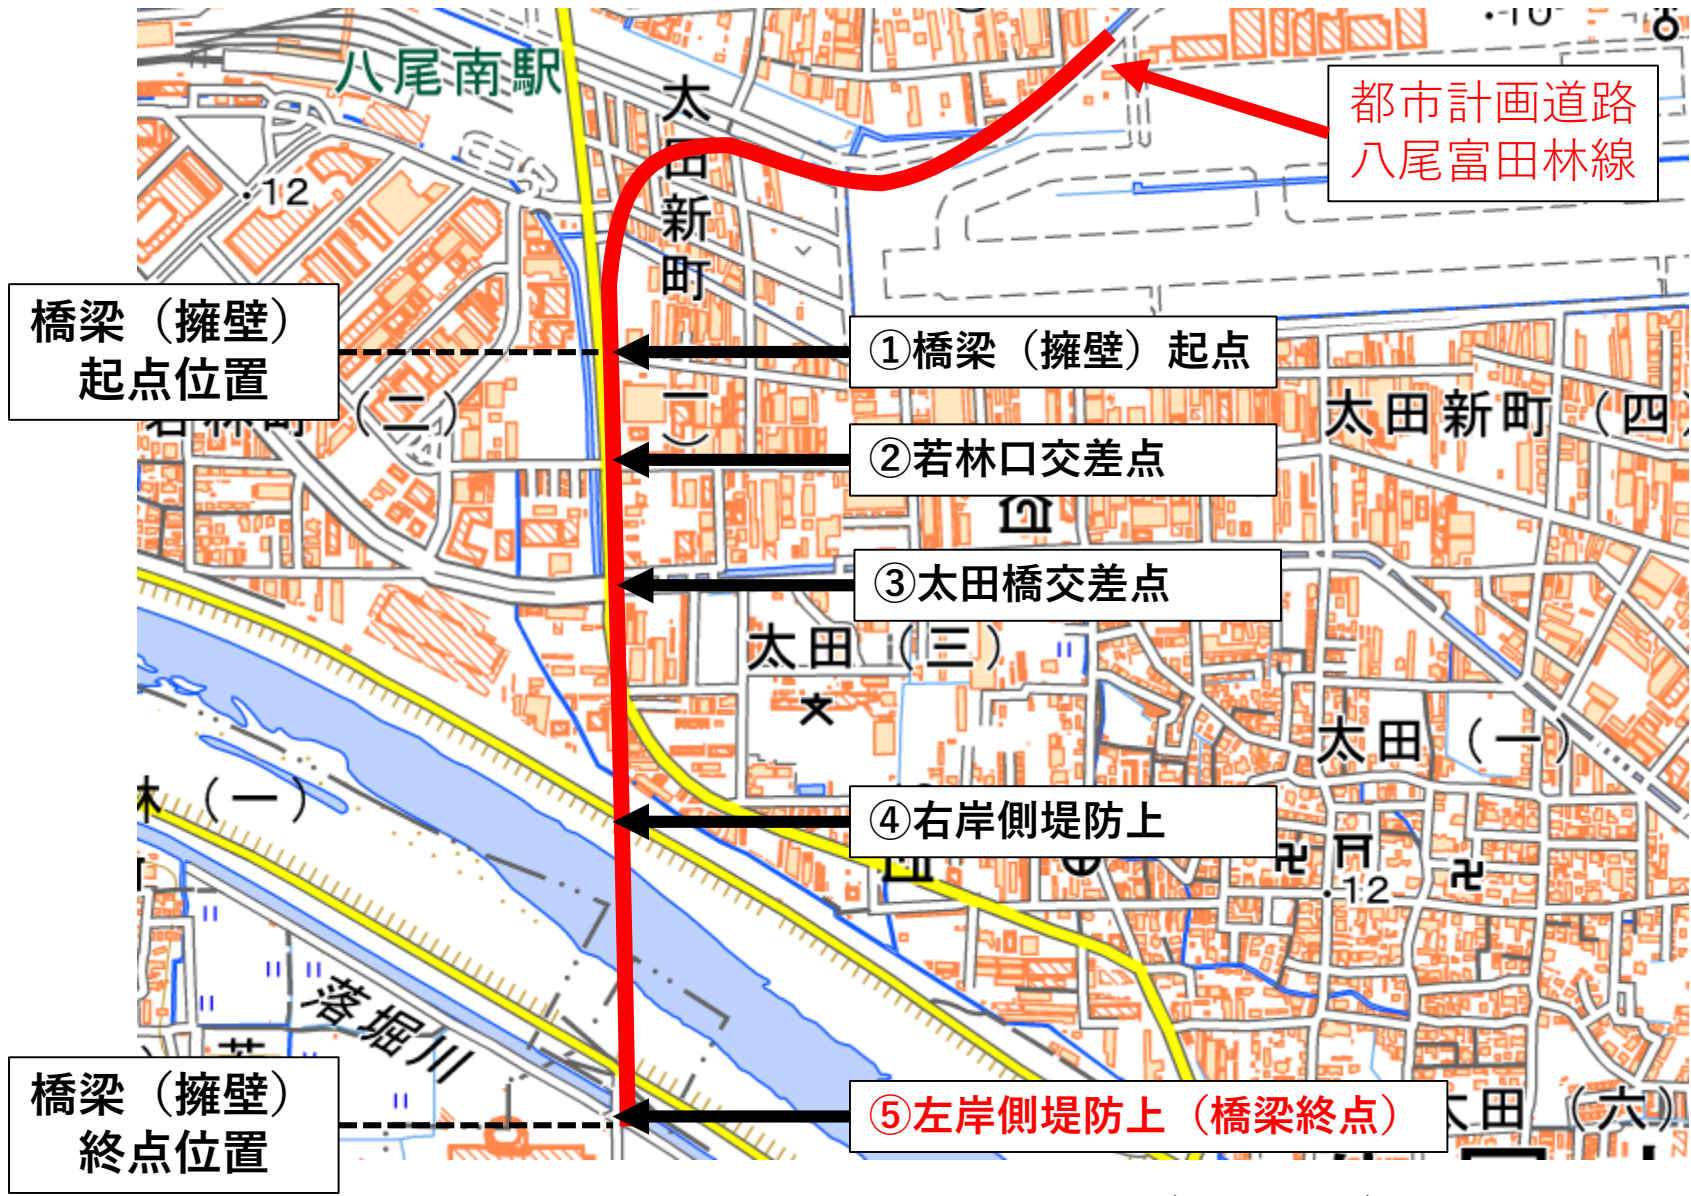 八尾南駅
太田新町(一)
・10
都市計画道路
八尾富田林線
・12
橋梁（擁壁）
起点位置
①橋梁（擁壁）起点
(二)
太田新町(四)
②若林口交差点
③太田橋交差点
太田(三)
文
太田(一)
林(一)
④右岸側堤防上
・12
落堀川
橋梁（擁壁）
終点位置
⑤左岸側堤防上（橋梁終点）
太田(六)